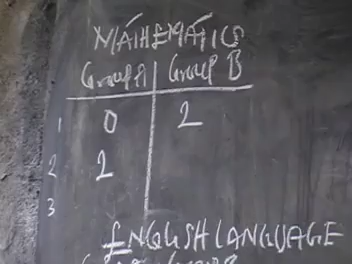 MATHEMATICS
Group A Group B
1 0 2
2 2
3
ENGLISH LANGUAGE